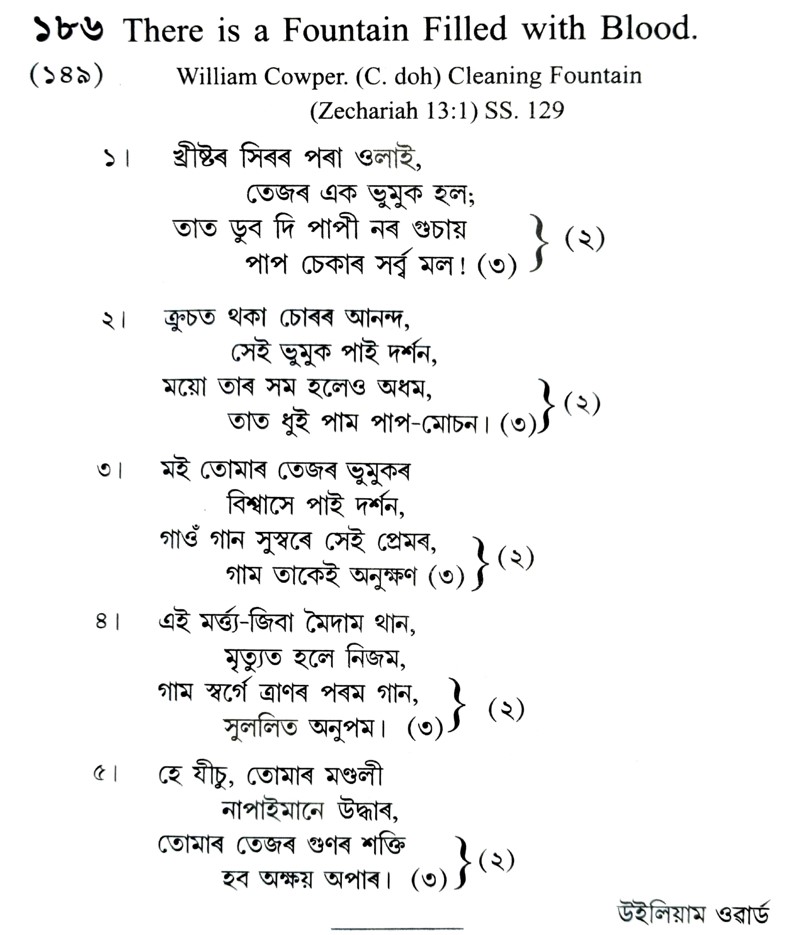 ১৮৬ There is a Fountain Filled with Blood.
(১৪৯) William Cowper. (C. doh) Cleaning Fountain
(Zechariah 13:1) SS. 129
১। খ্ৰীষ্টৰ সিৰৰ পৰা ওলাই,
তেজৰ এক ভুমুক হল;
তাত ডুব দি পাপী নৰ গুচায়
পাপ চেকাৰ সৰ্ব্ব মল! (৩) } (২)
২। ক্ৰুচত থকা চোৰৰ আনন্দ,
সেই ভুমুক পাই দৰ্শন,
ময়ো তাৰ সম হলেও অধম,
তাত ধুই পাম পাপ-মোচন। (৩) } (২)
৩। মই তোমাৰ তেজৰ ভুমুকৰ
বিশ্বাসে পাই দৰ্শন,
গাওঁ গান সুস্বৰে সেই প্ৰেমৰ,
গাম তাকেই অনুক্ষণ (৩) } (২)
৪। এই মৰ্ত্ত্য-জিবা মৈদাম থান,
মৃত্যুত হলে নিজম,
গাম স্বৰ্গে ত্ৰাণৰ পৰম গান,
সুললিত অনুপম। (৩) } (২)
৫। হে যীচু, তোমাৰ মণ্ডলী
নাপাইমানে উদ্ধাৰ,
তোমাৰ তেজৰ গুণৰ শক্তি
হব অক্ষয় অপাৰ। (৩) } (২)
উইলিয়াম ওৱাৰ্ড